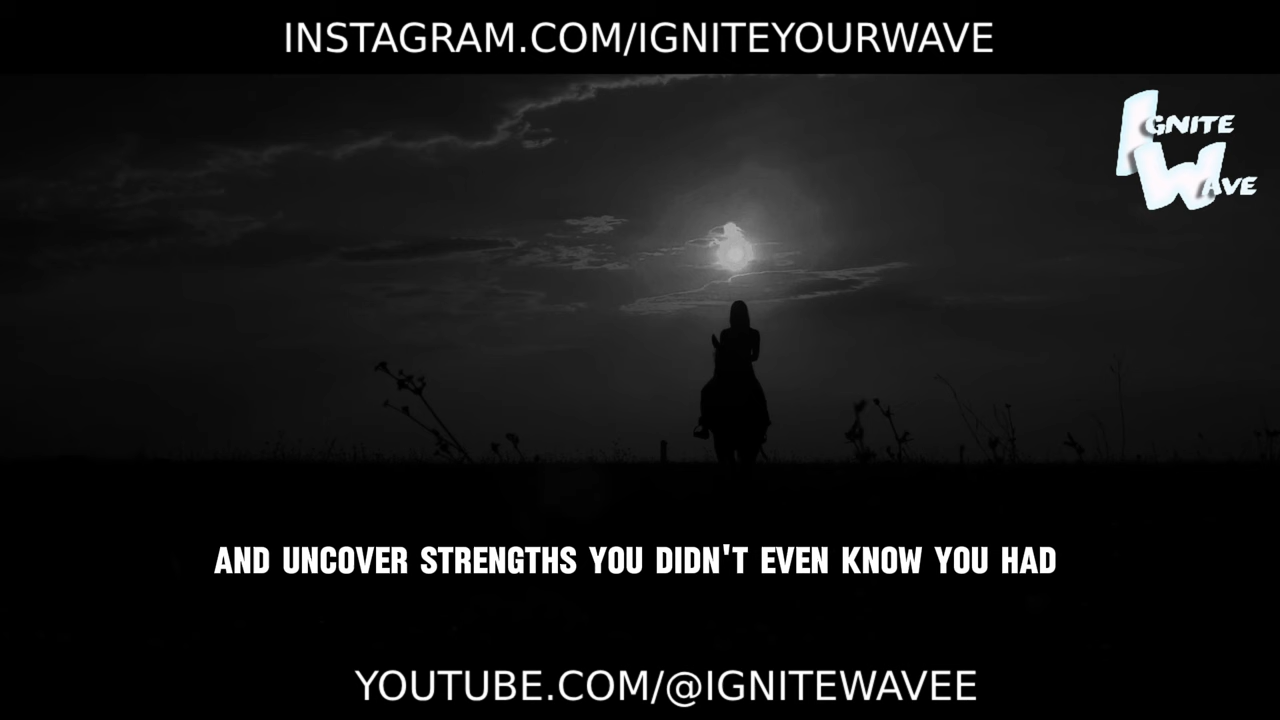 INSTAGRAM.COM/IGNITEYOURWAVE
IGNITE
WAVE
AND UNCOVER STRENGTHS YOU DIDN'T EVEN KNOW YOU HAD
YOUTUBE.COM/@IGNITEWAVEE